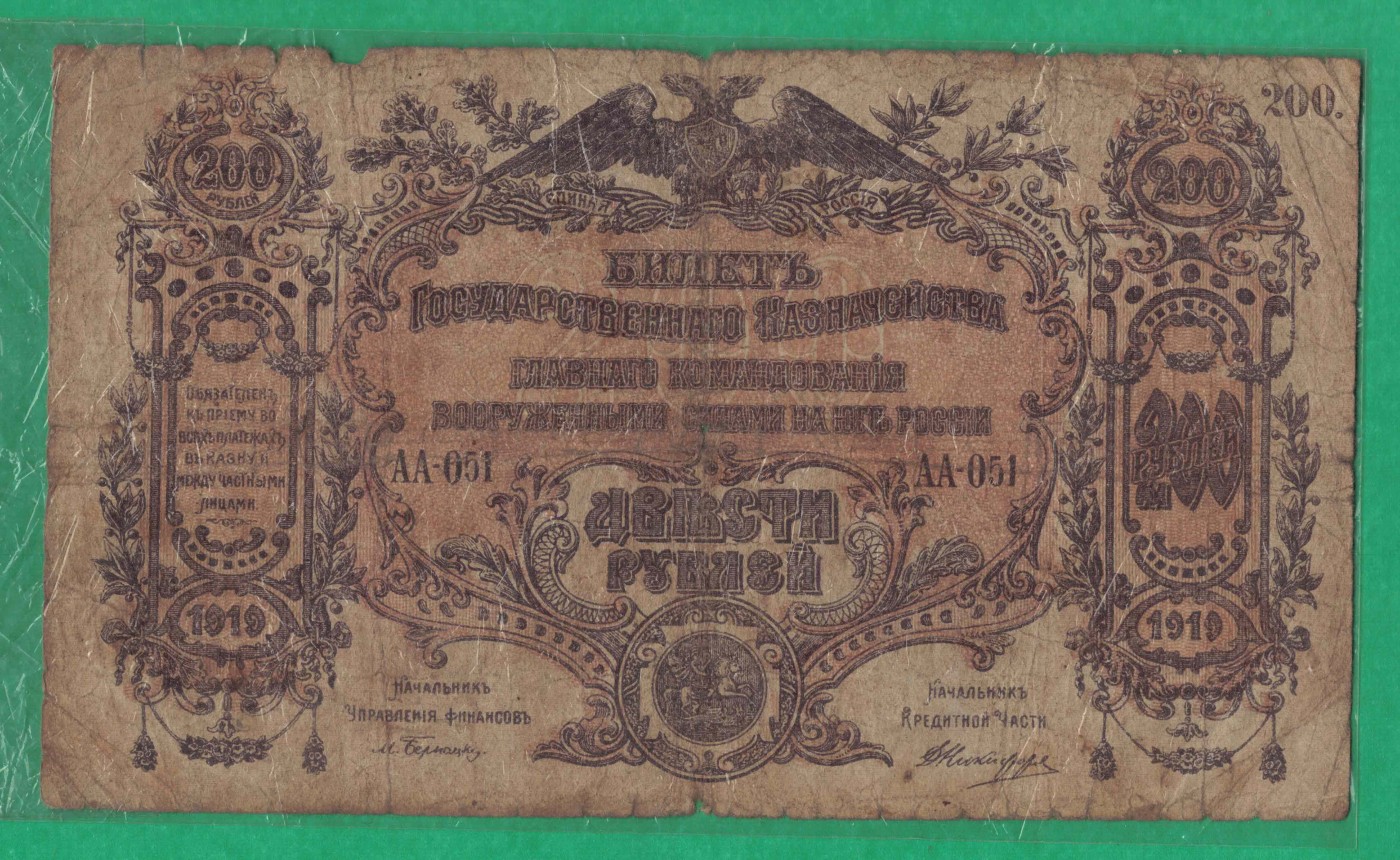 200.
200
РУБЛЕЙ
200
ЕДИНАЯ
РОССІЯ
БИЛЕТЪ
ГОСУДАРСТВЕННАГО КАЗНАЧЕЙСТВА
ГЛАВНАГО КОМАНДОВАНІЯ
ВООРУЖЕННЫМИ СИЛАМИ НА ЮГѢ РОССІИ
ОБЯЗАТЕЛЕНЪ
КЪ ПРІЕМУ ВО
ВСѢХЪ ПЛАТЕЖАХЪ
ВЪ КАЗНУ И
МЕЖДУ ЧАСТНЫМИ
ЛИЦАМИ.
АА-051
АА-051
200
РУБЛЕЙ
ДВѢСТИ
РУБЛЕЙ
1919
1919
НАЧАЛЬНИКЪ
УПРАВЛЕНІЯ ФИНАНСОВЪ
М. Бернацкій
НАЧАЛЬНИКЪ
КРЕДИТНОЙ ЧАСТИ